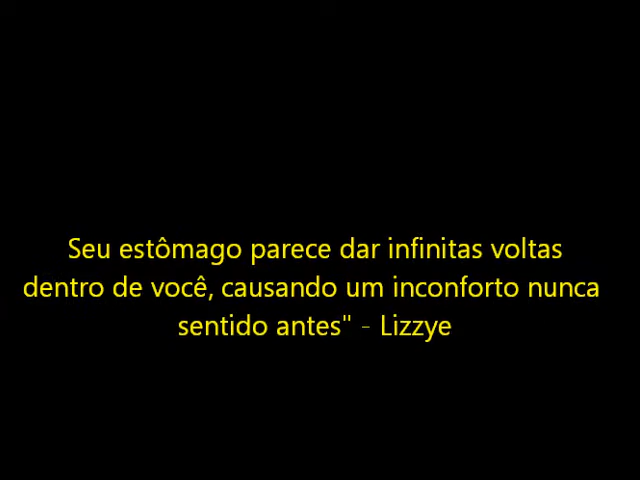 Seu estômago parece dar infinitas voltas
dentro de você, causando um inconforto nunca
sentido antes" - Lizzye